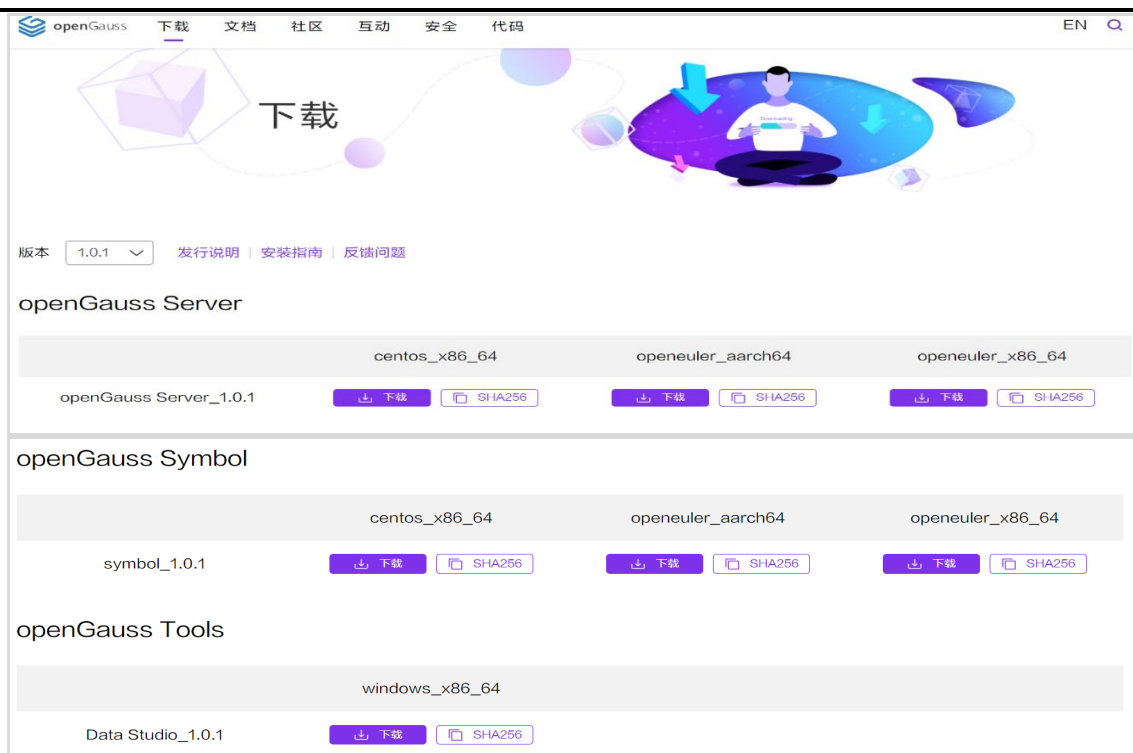 openGauss 下载 文档 社区 互动 安全 代码 EN
下载
Downloading
版本 1.0.1 发行说明 | 安装指南 | 反馈问题
openGauss Server
centos_x86_64 openeuler_aarch64 openeuler_x86_64
openGauss Server_1.0.1 下载 SHA256 下载 SHA256 下载 SHA256
openGauss Symbol
centos_x86_64 openeuler_aarch64 openeuler_x86_64
symbol_1.0.1 下载 SHA256 下载 SHA256 下载 SHA256
openGauss Tools
windows_x86_64
Data Studio_1.0.1 下载 SHA256